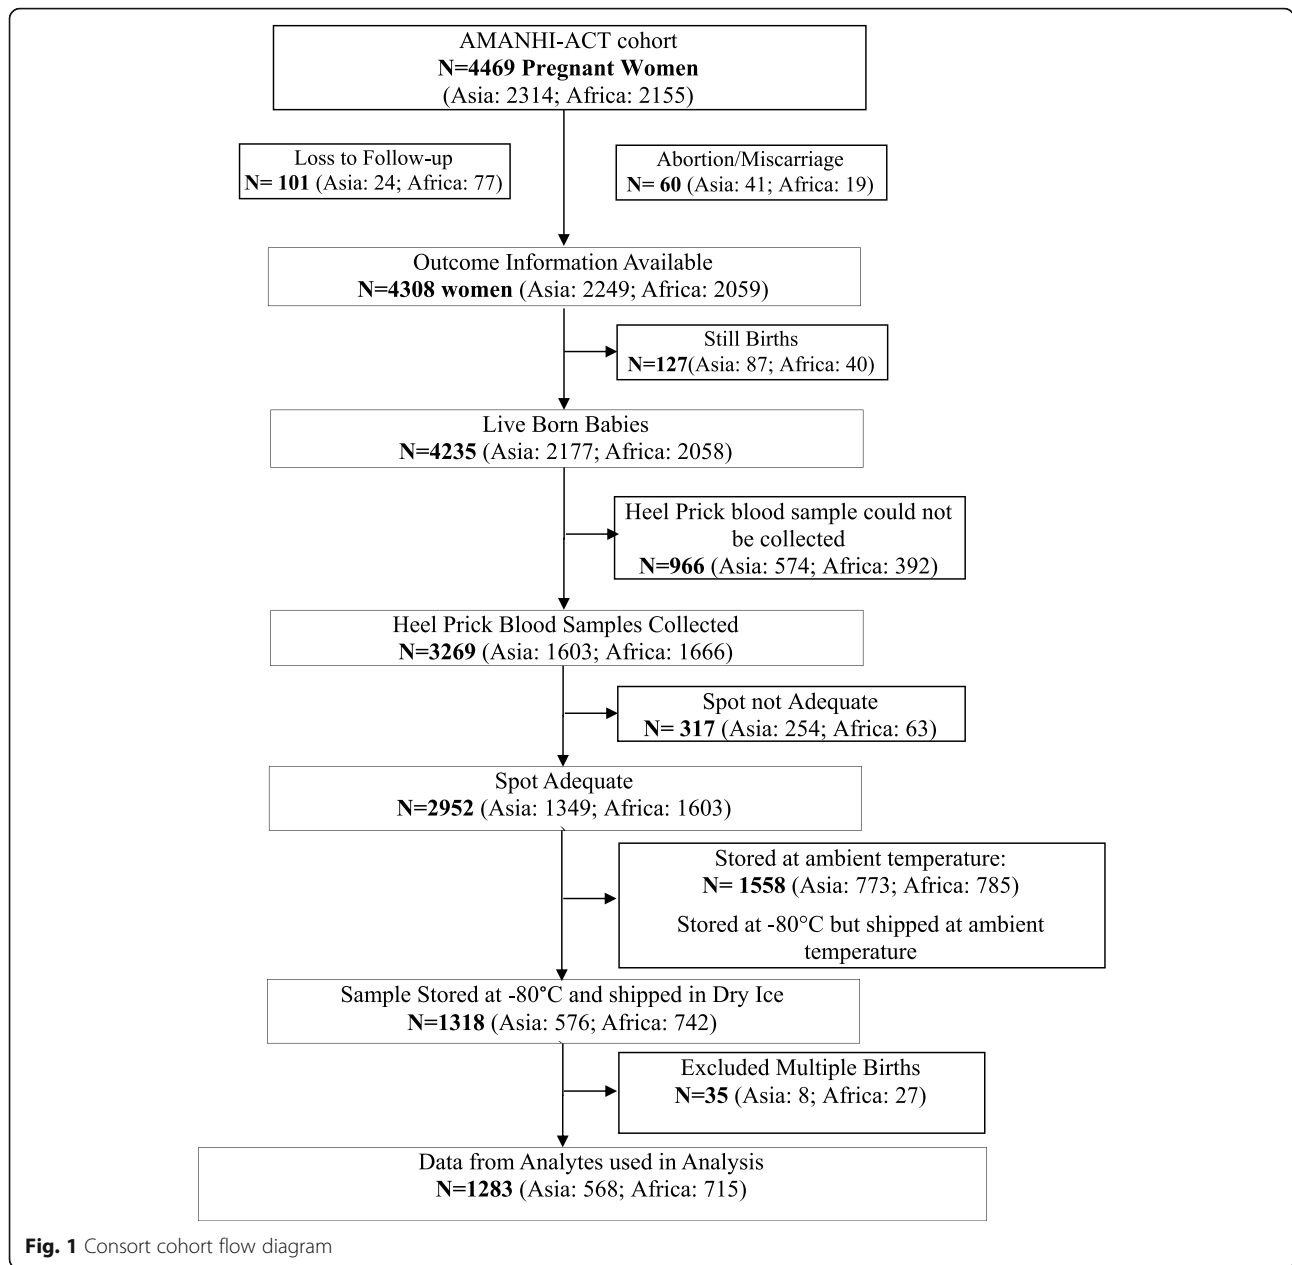 AMANHI-ACT cohort
N=4469 Pregnant Women
(Asia: 2314; Africa: 2155)
Loss to Follow-up
N= 101 (Asia: 24; Africa: 77)
Abortion/Miscarriage
N= 60 (Asia: 41; Africa: 19)
Outcome Information Available
N=4308 women (Asia: 2249; Africa: 2059)
Still Births
N=127(Asia: 87; Africa: 40)
Live Born Babies
N=4235 (Asia: 2177; Africa: 2058)
Heel Prick blood sample could not
be collected
N=966 (Asia: 574; Africa: 392)
Heel Prick Blood Samples Collected
N=3269 (Asia: 1603; Africa: 1666)
Spot not Adequate
N= 317 (Asia: 254; Africa: 63)
Spot Adequate
N=2952 (Asia: 1349; Africa: 1603)
Stored at ambient temperature:
N= 1558 (Asia: 773; Africa: 785)
Stored at -80°C but shipped at ambient
temperature
Sample Stored at -80°C and shipped in Dry Ice
N=1318 (Asia: 576; Africa: 742)
Excluded Multiple Births
N=35 (Asia: 8; Africa: 27)
Data from Analytes used in Analysis
N=1283 (Asia: 568; Africa: 715)
Fig. 1 Consort cohort flow diagram